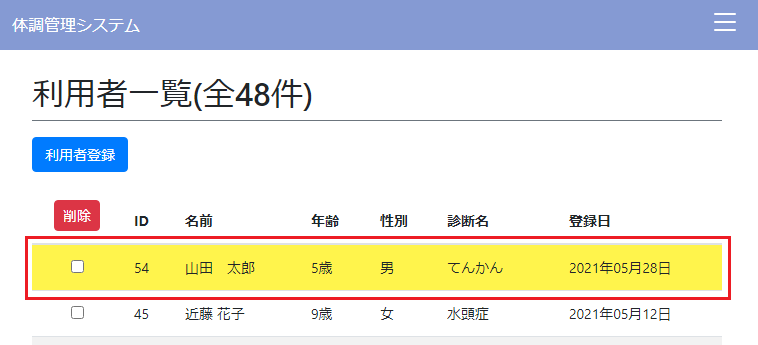 体調管理システム
利用者一覧(全48件)
利用者登録
削除 ID 名前 年齢 性別 診断名 登録日
54 山田　太郎 5歳 男 てんかん 2021年05月28日
45 近藤 花子 9歳 女 水頭症 2021年05月12日